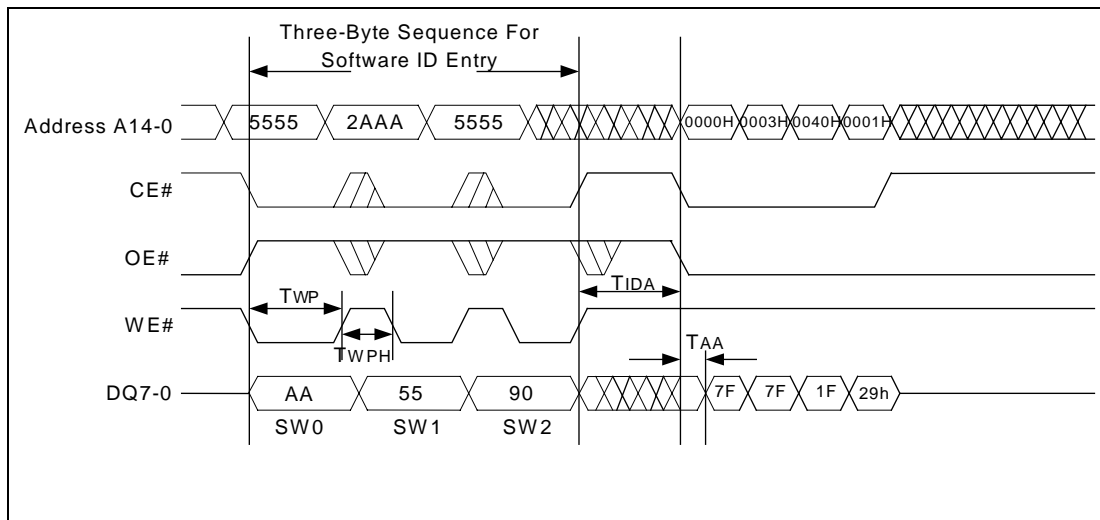 Three-Byte Sequence For
Software ID Entry
Address A14-0
5555
2AAA
5555
0000H
0003H
0040H
0001H
CE#
OE#
TIDA
TWP
WE#
TWPH
TAA
DQ7-0
AA
55
90
7F
7F
1F
29h
SW0
SW1
SW2